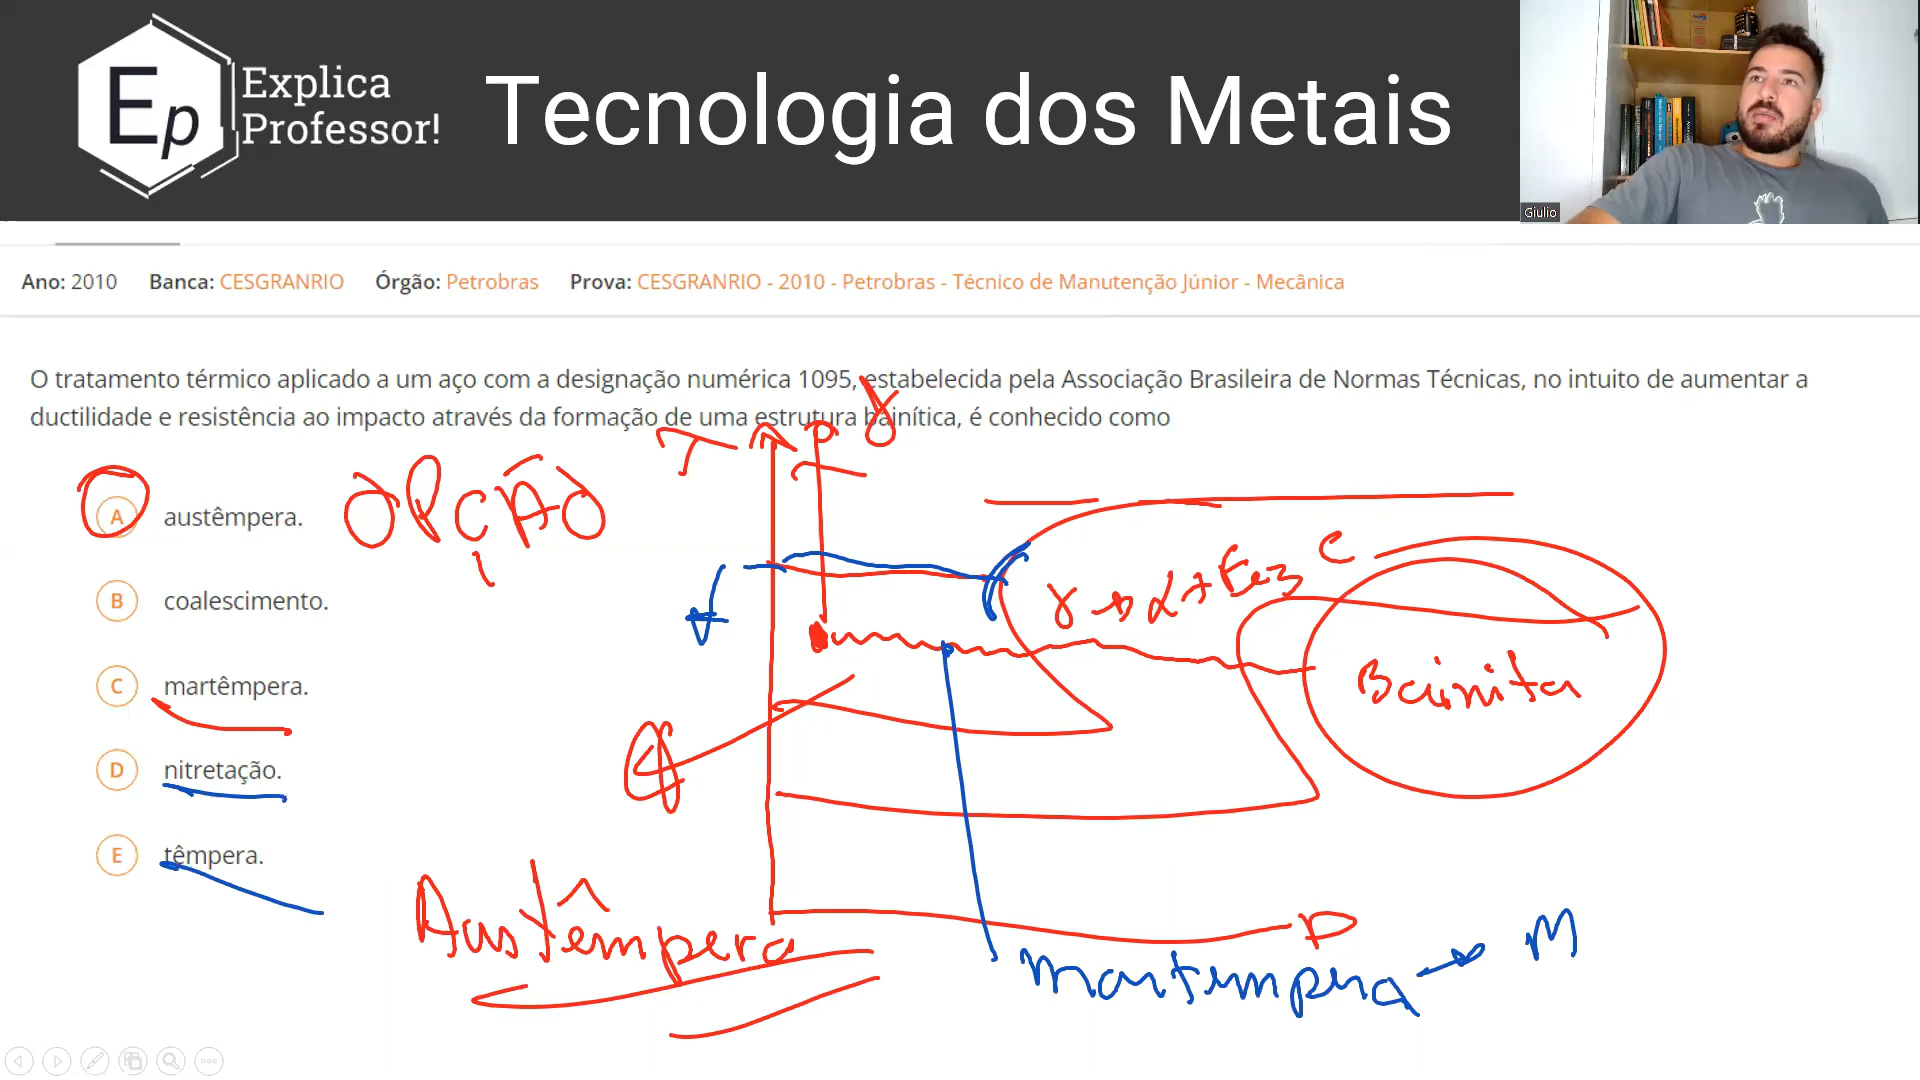 Ep Explica
Professor!
Tecnologia dos Metais
Giulio
Ano: 2010 Banca: CESGRANRIO Órgão: Petrobras Prova: CESGRANRIO - 2010 - Petrobras - Técnico de Manutenção Júnior - Mecânica
O tratamento térmico aplicado a um aço com a designação numérica 1095, estabelecida pela Associação Brasileira de Normas Técnicas, no intuito de aumentar a
ductilidade e resistência ao impacto através da formação de uma estrutura bainítica, é conhecido como
T γ
A austêmpera. OPÇÃO
B coalescimento.
γ → α + Fe3C
C martêmpera.
Bainita
D nitretação.
E têmpera.
Austêmpera
martempera → M